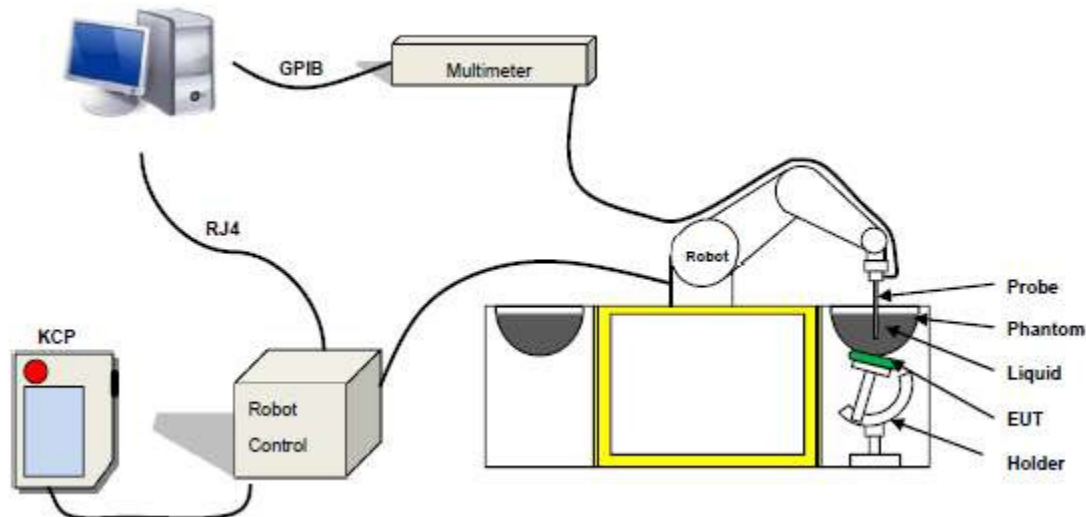 GPIB
Multimeter
RJ4
Robot
Probe
KCP
Phantom
Liquid
Robot
Control
EUT
Holder